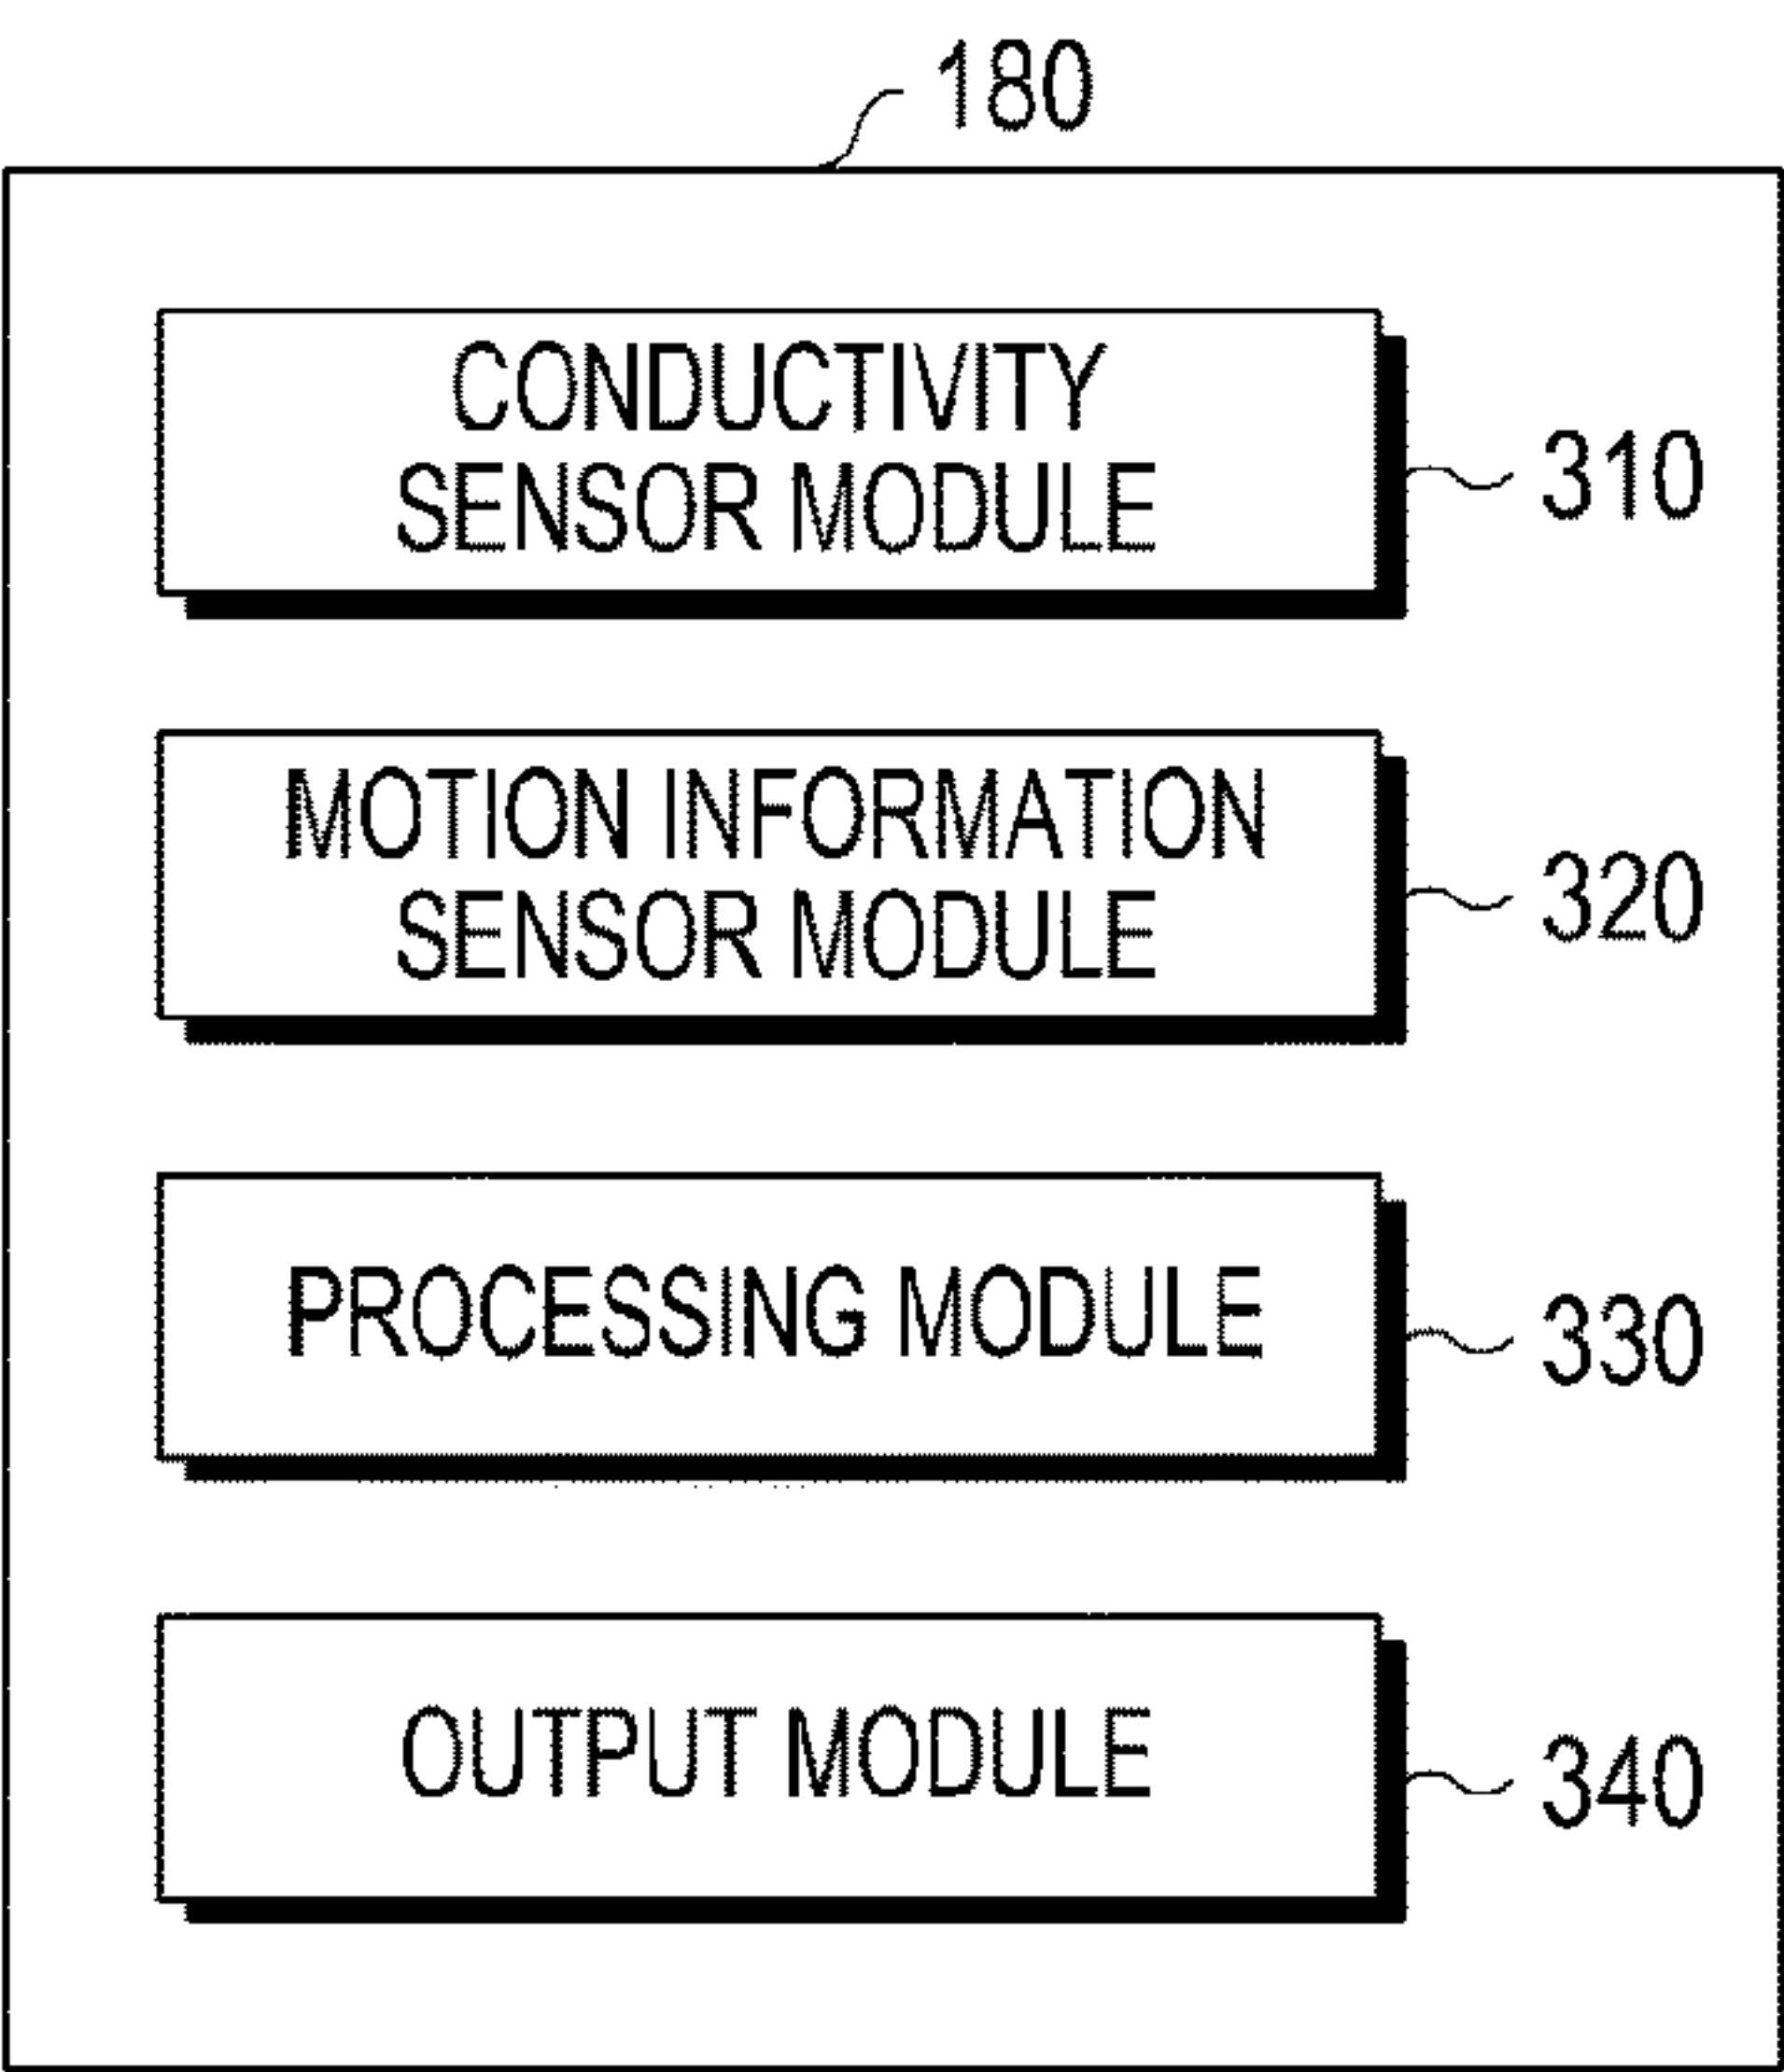 180
CONDUCTIVITY
SENSOR MODULE
310
MOTION INFORMATION
SENSOR MODULE
320
PROCESSING MODULE
330
OUTPUT MODULE
340